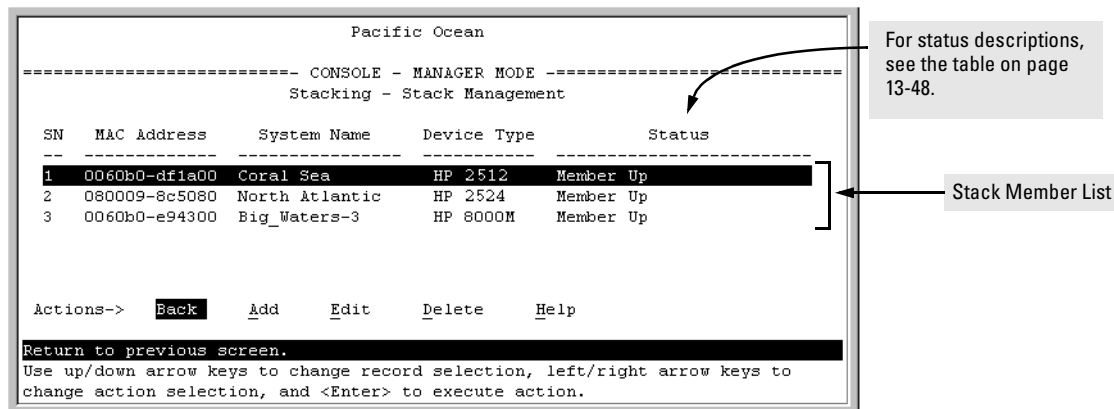 Pacific Ocean
==========================- CONSOLE - MANAGER MODE -============================
Stacking - Stack Management
SN MAC Address System Name Device Type Status
-- ------------- ---------------- ----------- -------------------------
1 0060b0-df1a00 Coral Sea HP 2512 Member Up
2 080009-8c5080 North Atlantic HP 2524 Member Up
3 0060b0-e94300 Big_Waters-3 HP 8000M Member Up
Actions-> Back Add Edit Delete Help
Return to previous screen.
Use up/down arrow keys to change record selection, left/right arrow keys to
change action selection, and <Enter> to execute action.
For status descriptions,
see the table on page
13-48.
Stack Member List